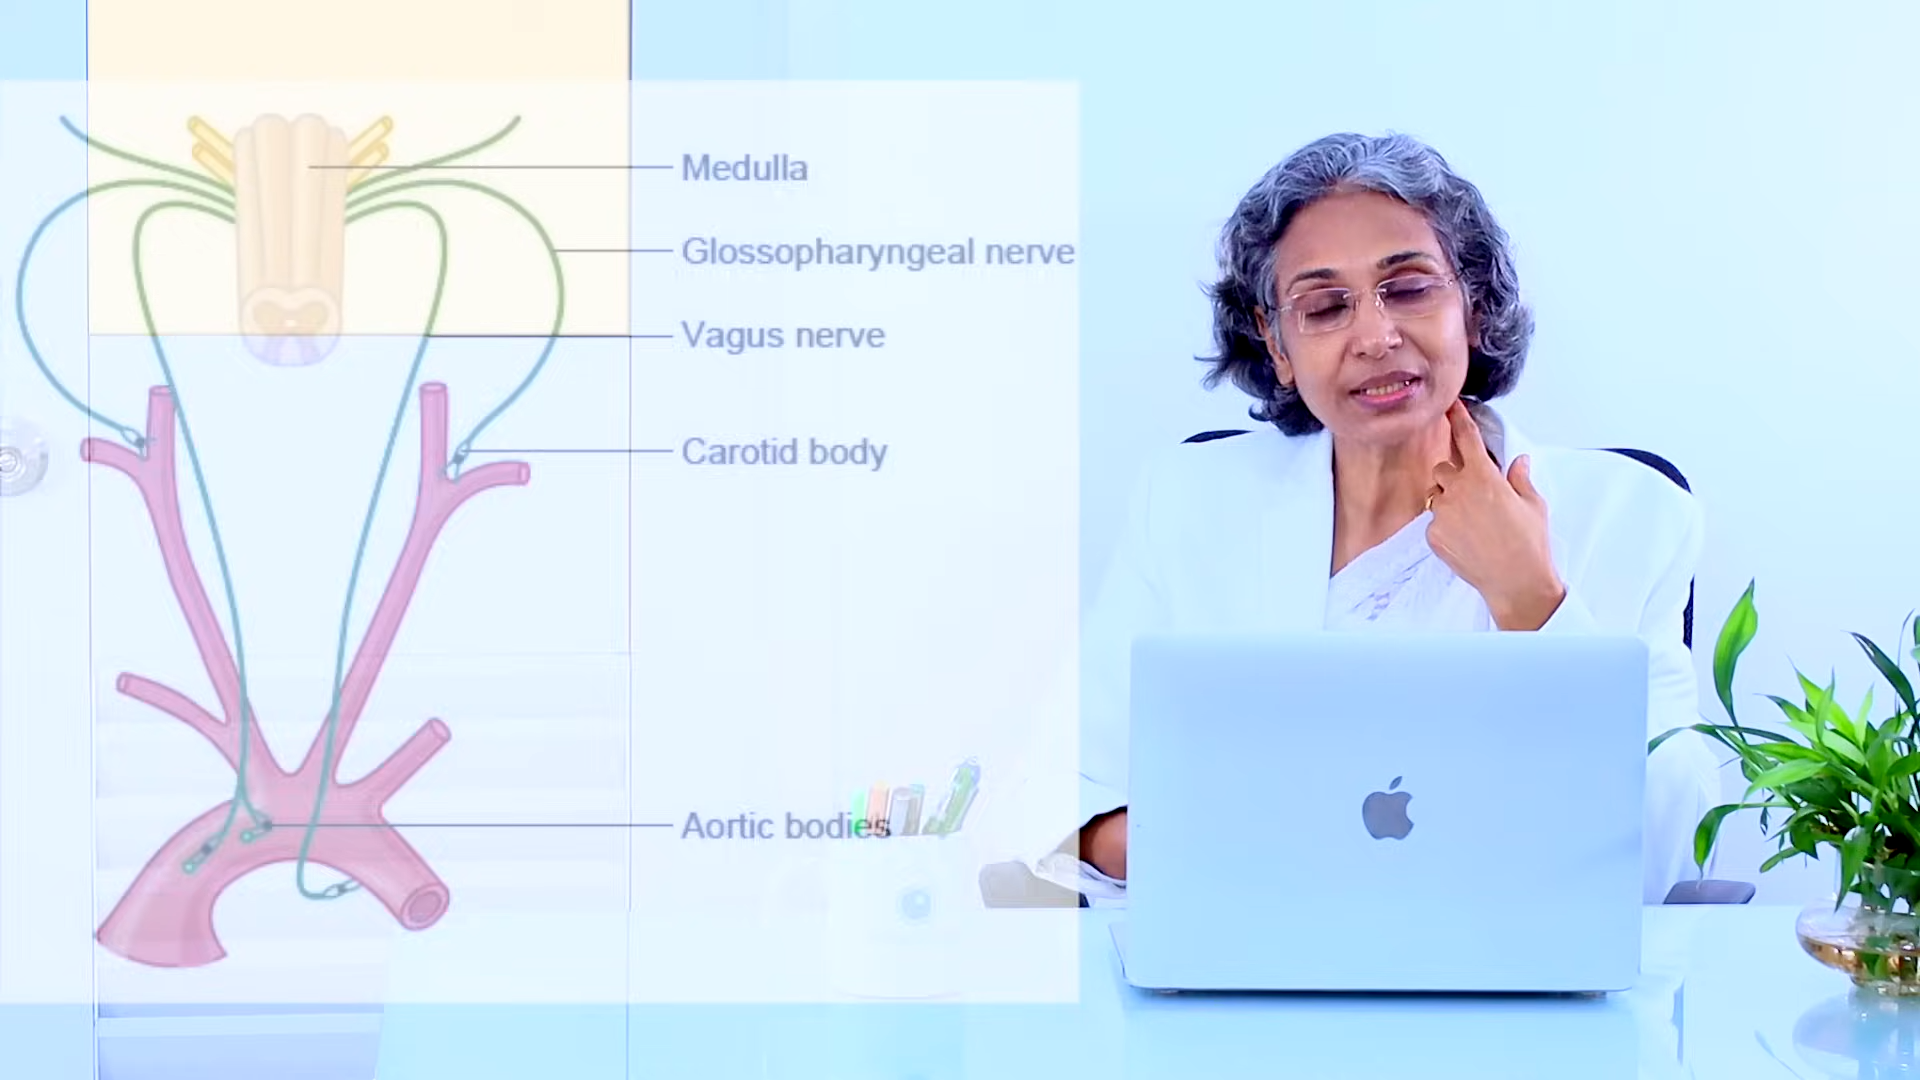 Medulla
Glossopharyngeal nerve
Vagus nerve
Carotid body
Aortic bodies